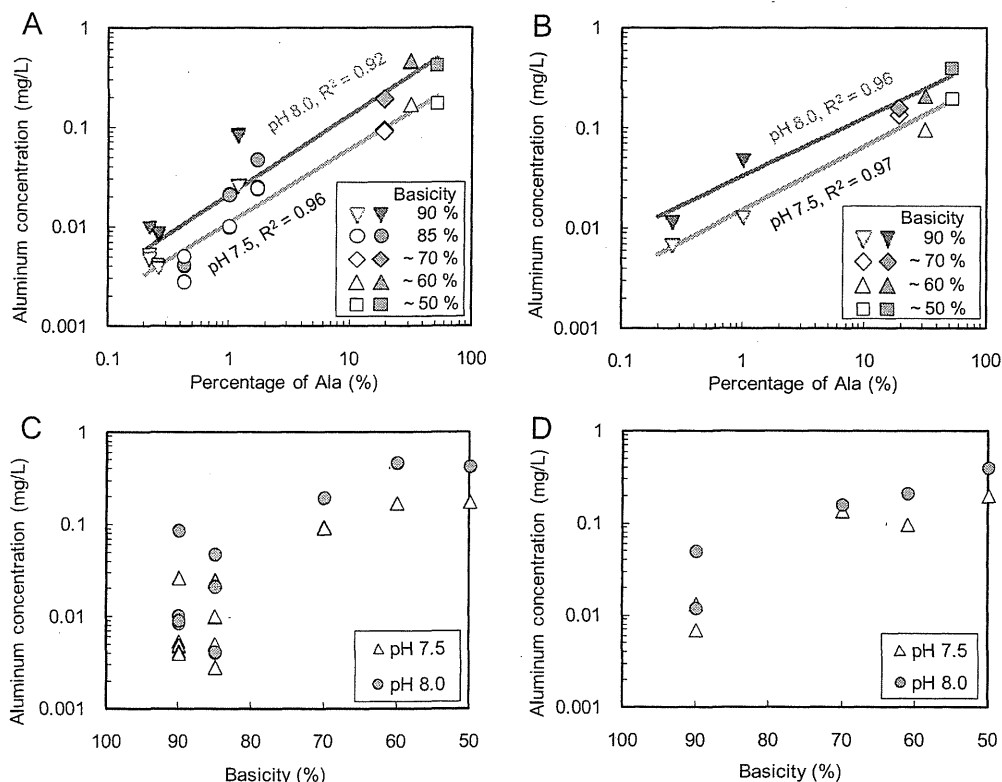 A
Aluminum concentration (mg/L)
1
0.1
0.01
0.001
pH 8.0, R² = 0.92
pH 7.5, R² = 0.96
Basicity
90 %
85 %
~ 70 %
~ 60 %
~ 50 %
0.1
1
10
100
Percentage of Ala (%)
B
Aluminum concentration (mg/L)
1
0.1
0.01
0.001
pH 8.0, R² = 0.96
pH 7.5, R² = 0.97
Basicity
90 %
~ 70 %
~ 60 %
~ 50 %
0.1
1
10
100
Percentage of Ala (%)
C
Aluminum concentration (mg/L)
1
0.1
0.01
0.001
pH 7.5
pH 8.0
100
90
80
70
60
50
Basicity (%)
D
Aluminum concentration (mg/L)
1
0.1
0.01
0.001
pH 7.5
pH 8.0
100
90
80
70
60
50
Basicity (%)